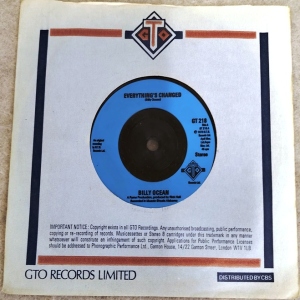 GTO
EVERYTHING'S CHANGED
GT 218
Stereo
BILLY OCEAN
GTO
IMPORTANT NOTICE: Copyright exists in all GTO Recordings. Any unauthorised broadcasting, public performance,
copying or re-recording of records, Musicassettes or Stereo 8 cartridges under this trademark in any manner
whatsoever will constitute an infringement of such copyright. Applications for Public Performance Licences
should be addressed to Phonographic Performance Ltd., Ganton House, 14/22 Ganton Street, London W1V 1LB
GTO RECORDS LIMITED
DISTRIBUTED BY CBS